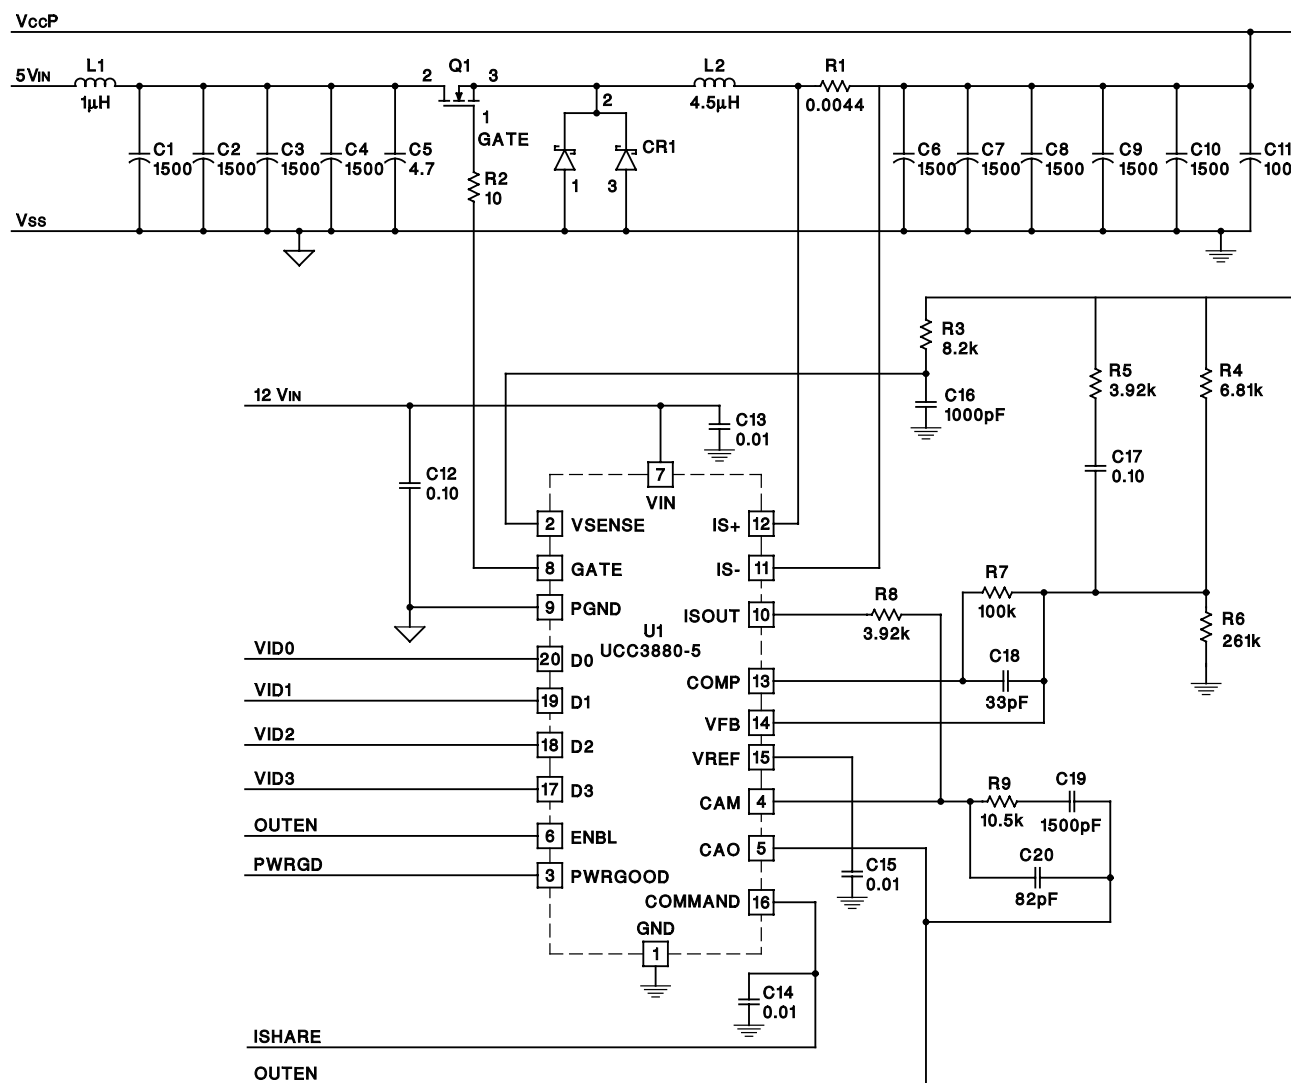 VCCP
5VIN
L1
1µH
2
Q1
3
1
GATE
2
CR1
1
3
L2
4.5µH
R1
0.0044
C1
1500
C2
1500
C3
1500
C4
1500
C5
4.7
R2
10
C6
1500
C7
1500
C8
1500
C9
1500
C10
1500
C11
100
VSS
R3
8.2k
C16
1000pF
R5
3.92k
R4
6.81k
C17
0.10
12 VIN
C13
0.01
C12
0.10
7
VIN
2 VSENSE
IS+ 12
8 GATE
IS- 11
9 PGND
ISOUT 10
U1
UCC3880-5
R8
3.92k
R7
100k
C18
33pF
R6
261k
VID0
20 D0
COMP 13
VID1
19 D1
VFB 14
VID2
18 D2
VREF 15
VID3
17 D3
CAM 4
OUTEN
6 ENBL
CAO 5
PWRGD
3 PWRGOOD
COMMAND 16
R9
10.5k
C19
1500pF
C20
82pF
C15
0.01
GND
1
C14
0.01
ISHARE
OUTEN